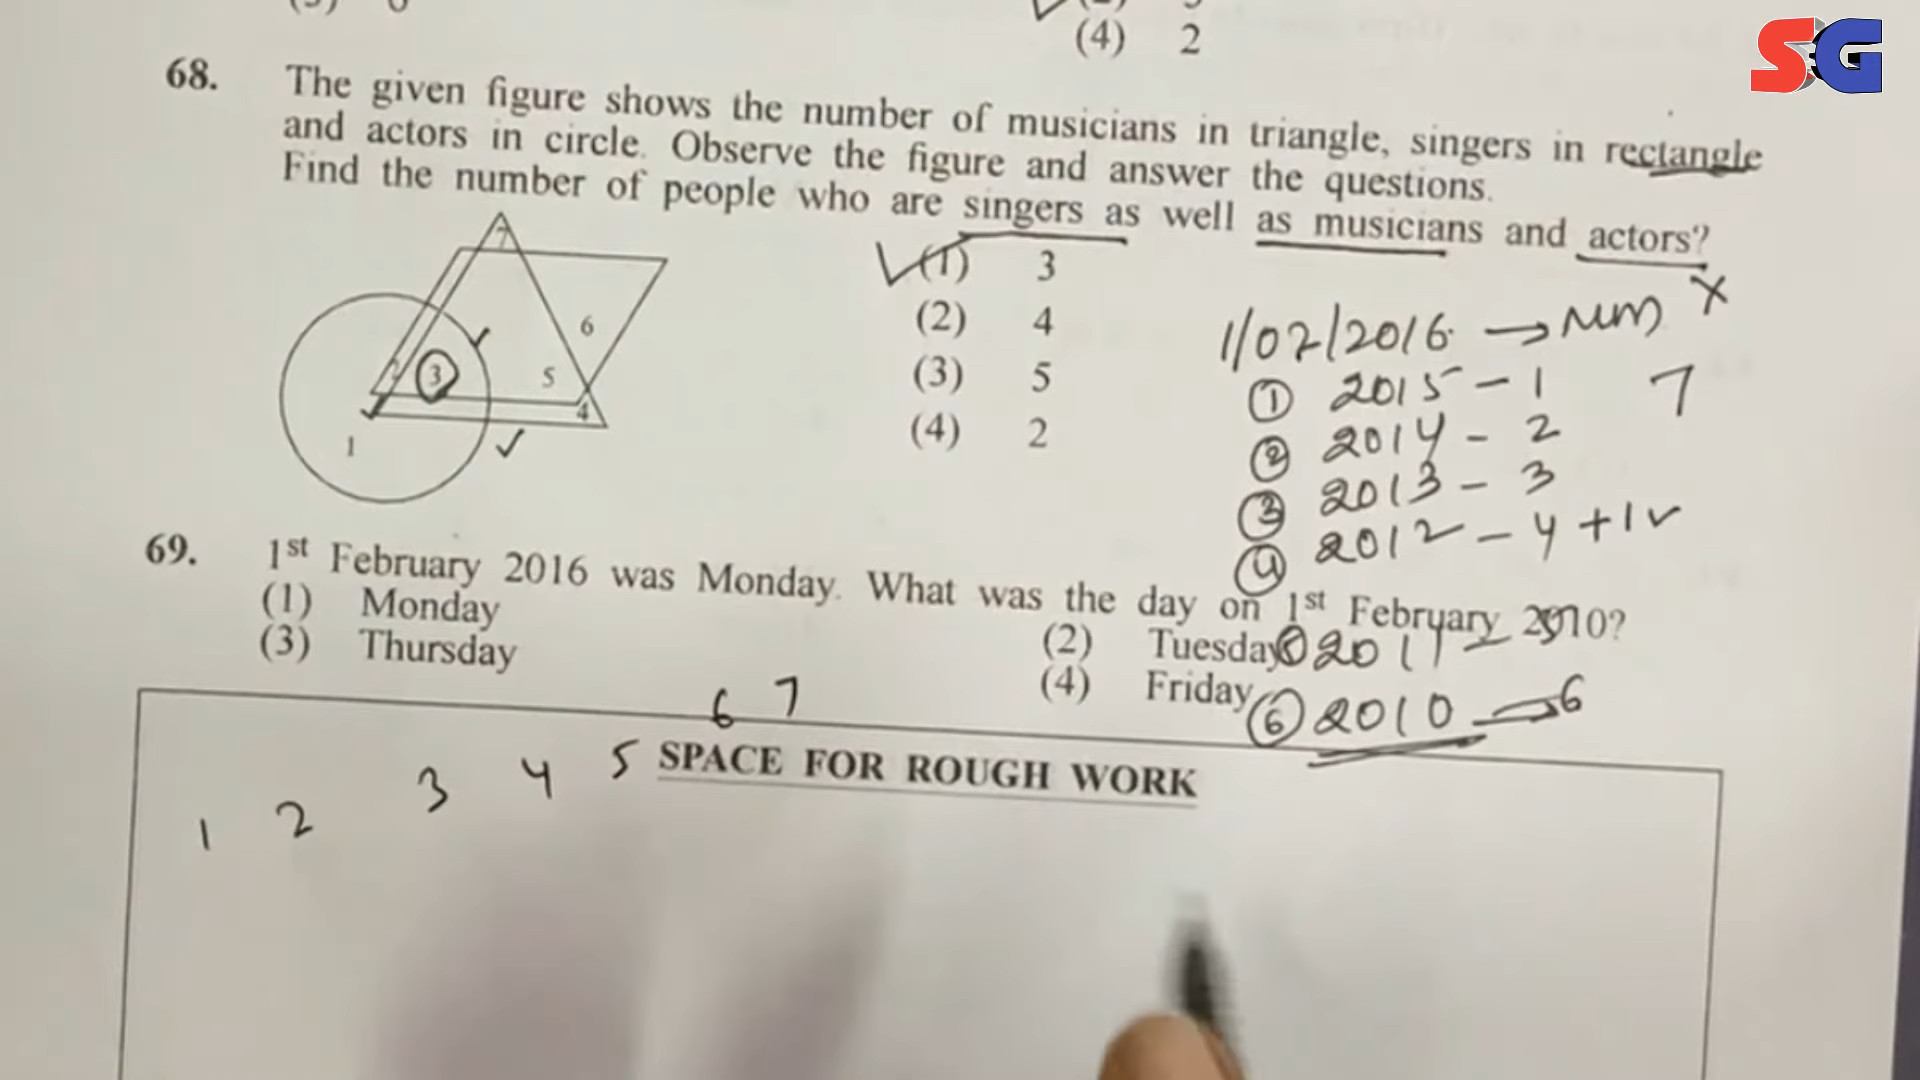 SG
(4) 2
68. The given figure shows the number of musicians in triangle, singers in rectangle
and actors in circle. Observe the figure and answer the questions.
Find the number of people who are singers as well as musicians and actors?
7
6
3 5
4
1
(1) 3
(2) 4
(3) 5
(4) 2
1/02/2016 → Mon X
① 2015 - 1 7
② 2014 - 2
③ 2013 - 3
④ 2012 - 4 + 1 ✓
69. 1st February 2016 was Monday. What was the day on 1st February 2010?
(1) Monday (2) Tuesday
(3) Thursday (4) Friday
2011 -
⑥ 2010 - 6
1 2 3 4 5 6 7
SPACE FOR ROUGH WORK